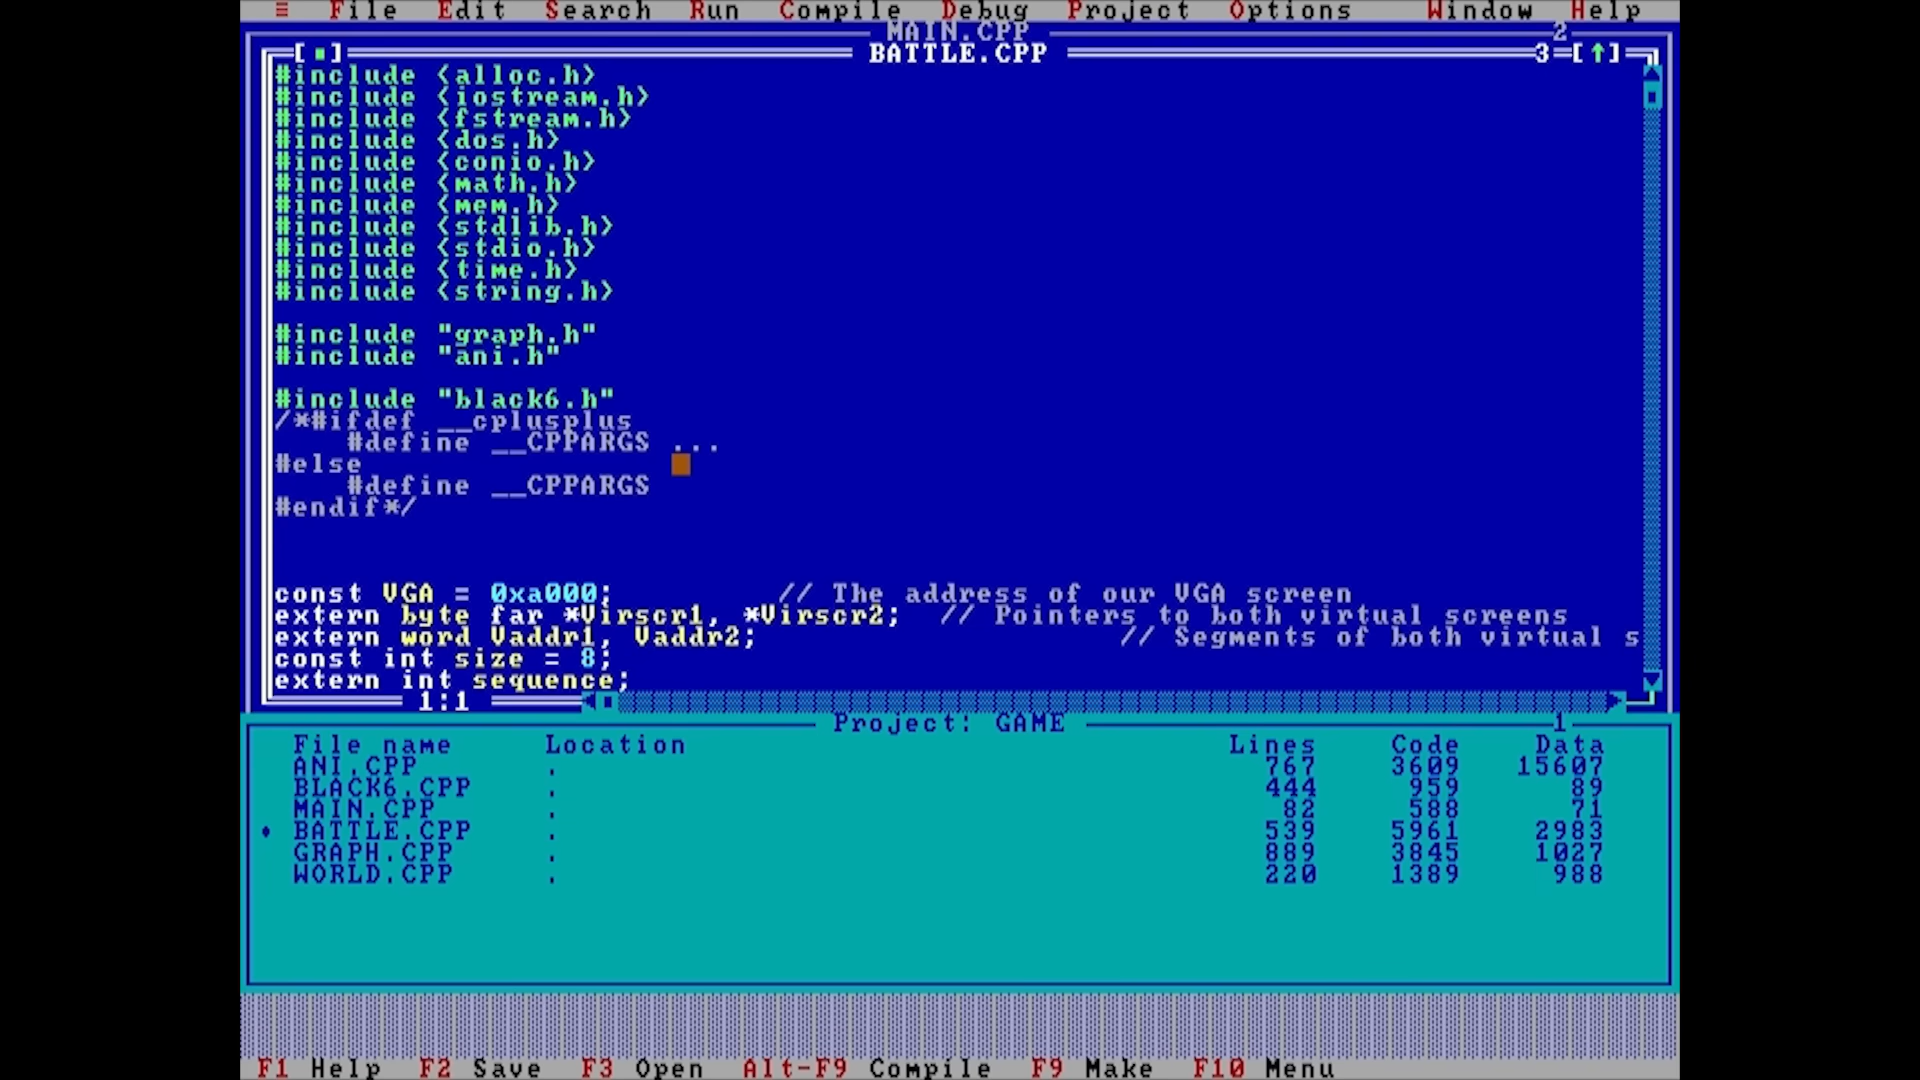 ≡ File Edit Search Run Compile Debug Project Options Window Help
MAIN.CPP 2
[■] BATTLE.CPP 3=[↑]
#include <alloc.h>
#include <iostream.h>
#include <fstream.h>
#include <dos.h>
#include <conio.h>
#include <math.h>
#include <mem.h>
#include <stdlib.h>
#include <stdio.h>
#include <time.h>
#include <string.h>
#include "graph.h"
#include "ani.h"
#include "black6.h"
/*#ifdef __cplusplus
#define __CPPARGS ...
#else
#define __CPPARGS
#endif*/
const VGA = 0xa000; // The address of our VGA screen
extern byte far *Virscr1, *Virscr2; // Pointers to both virtual screens
extern word Vaddr1, Vaddr2; // Segments of both virtual s
const int size = 8;
extern int sequence;
1:1
Project: GAME 1
File name Location Lines Code Data
ANI.CPP . 767 3609 15607
BLACK6.CPP . 444 959 89
MAIN.CPP . 82 588 71
• BATTLE.CPP . 539 5961 2983
GRAPH.CPP . 889 3845 1027
WORLD.CPP . 220 1389 988
F1 Help F2 Save F3 Open Alt-F9 Compile F9 Make F10 Menu